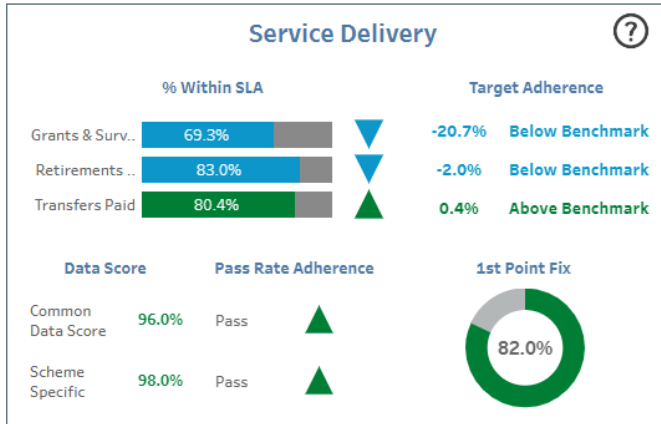 Service Delivery
?
% Within SLA
Target Adherence
Grants & Surv.. 69.3% -20.7% Below Benchmark
Retirements .. 83.0% -2.0% Below Benchmark
Transfers Paid 80.4% 0.4% Above Benchmark
Data Score
Pass Rate Adherence
1st Point Fix
Common
Data Score
96.0%
Pass
82.0%
Scheme
Specific
98.0%
Pass